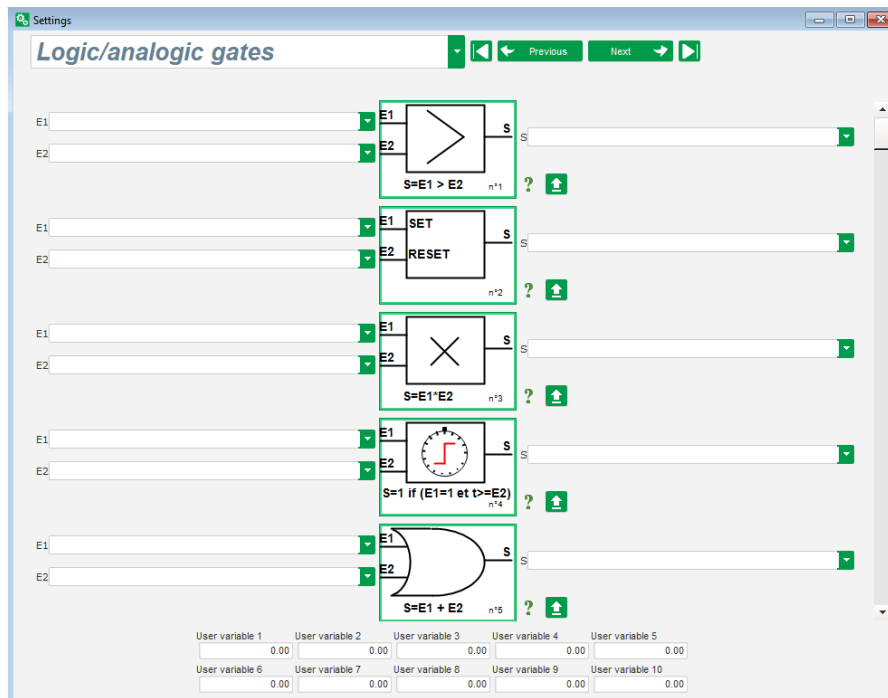 Settings
Logic/analogic gates
Previous
Next
E1
E2
E1
E2
S
S=E1 > E2
n°1
S
?
E1
E2
E1
SET
E2
RESET
S
n°2
S
?
E1
E2
E1
E2
S
S=E1*E2
n°3
S
?
E1
E2
E1
E2
S
S=1 if (E1=1 et t>=E2)
n°4
S
?
E1
E2
E1
E2
S
S=E1 + E2
n°5
S
?
User variable 1 User variable 2 User variable 3 User variable 4 User variable 5
0.00 0.00 0.00 0.00 0.00
User variable 6 User variable 7 User variable 8 User variable 9 User variable 10
0.00 0.00 0.00 0.00 0.00